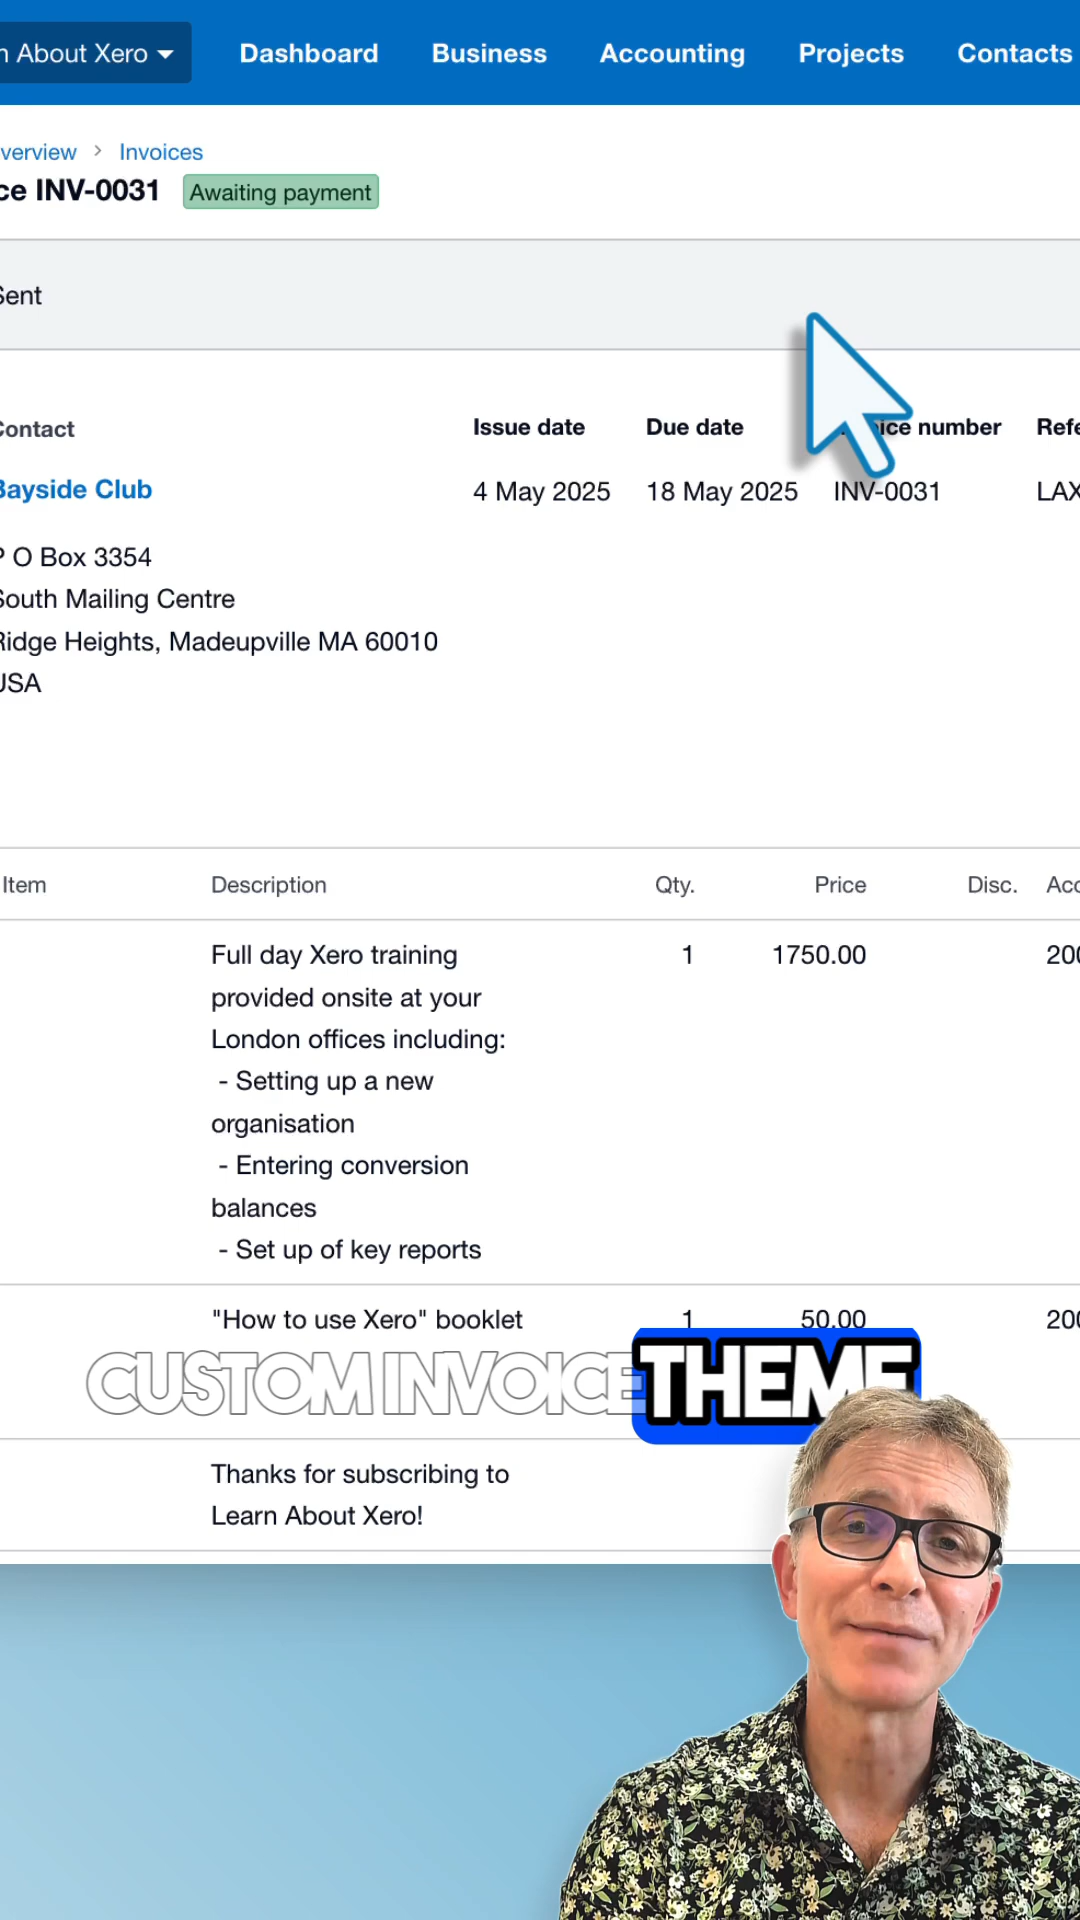 About Xero
Dashboard Business Accounting Projects Contacts
Invoices
INV-0031 Awaiting payment
Sent
Contact Issue date Due date number
Bayside Club 4 May 2025 18 May 2025 INV-0031 LAX
P O Box 3354
South Mailing Centre
Ridge Heights, Madeupville MA 60010
USA
Item Description Qty. Price Disc.
Full day Xero training 1 1750.00
provided onsite at your
London offices including:
- Setting up a new
organisation
- Entering conversion
balances
- Set up of key reports
"How to use Xero" booklet 1 50.00
CUSTOM INVOICE THEME
Thanks for subscribing to
Learn About Xero!